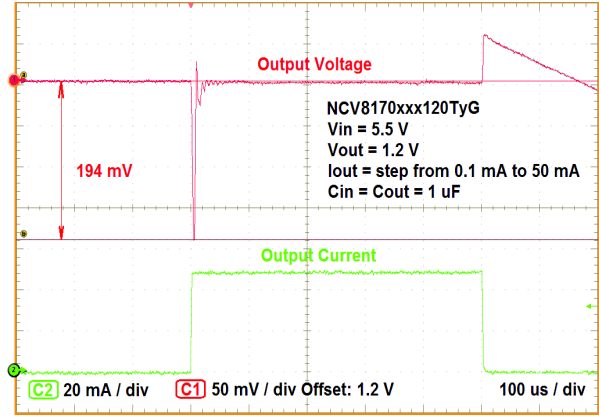 1
a
Output Voltage
NCV8170xxx120TyG
Vin = 5.5 V
Vout = 1.2 V
Iout = step from 0.1 mA to 50 mA
Cin = Cout = 1 uF
194 mV
b
Output Current
2
C2 20 mA / div
C1 50 mV / div Offset: 1.2 V
100 us / div